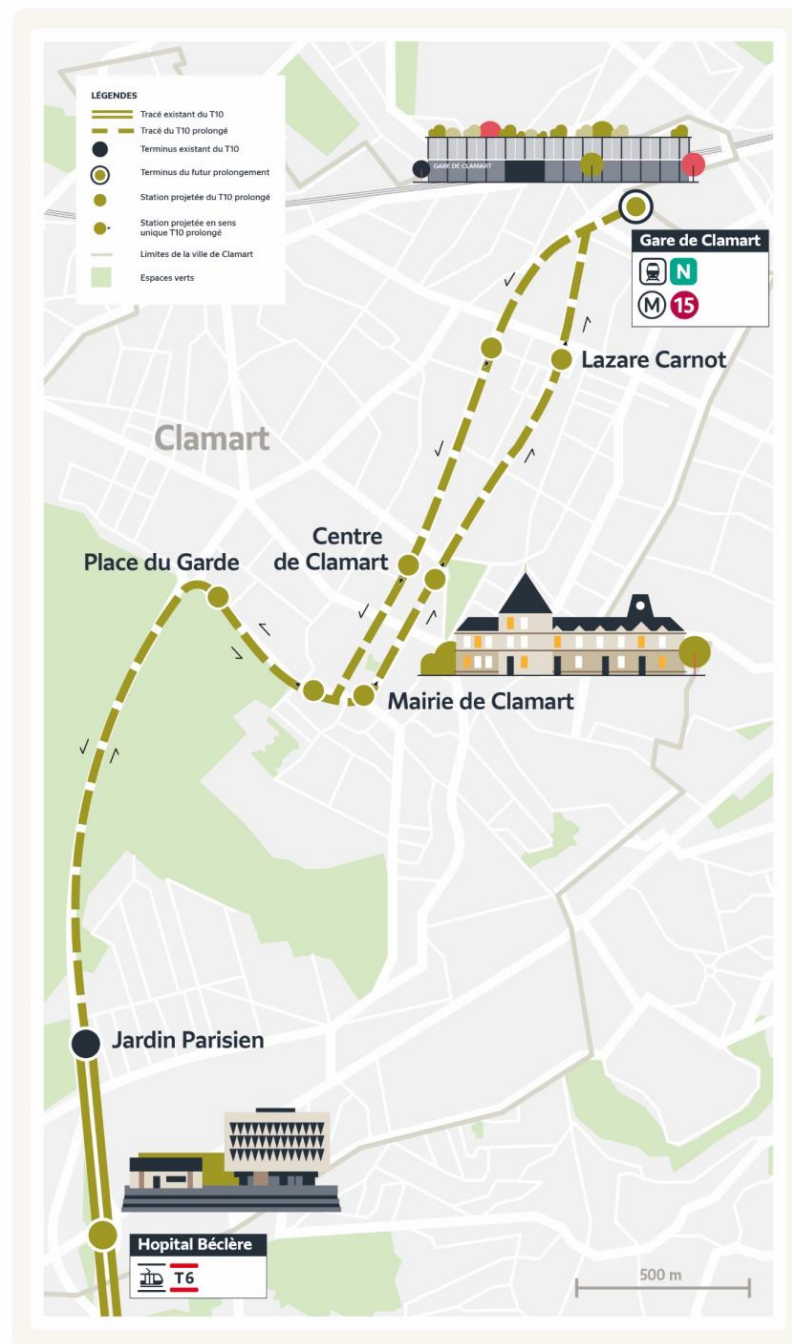 LÉGENDES
Tracé existant du T10
Tracé du T10 prolongé
Terminus existant du T10
Terminus du futur prolongement
Station projetée du T10 prolongé
Station projetée en sens
unique T10 prolongé
Limites de la ville de Clamart
Espaces verts
GARE DE CLAMART
Gare de Clamart
N
M 15
Lazare Carnot
Clamart
Centre
de Clamart
Place du Garde
Mairie de Clamart
Jardin Parisien
Hopital Béclère
T6
500 m